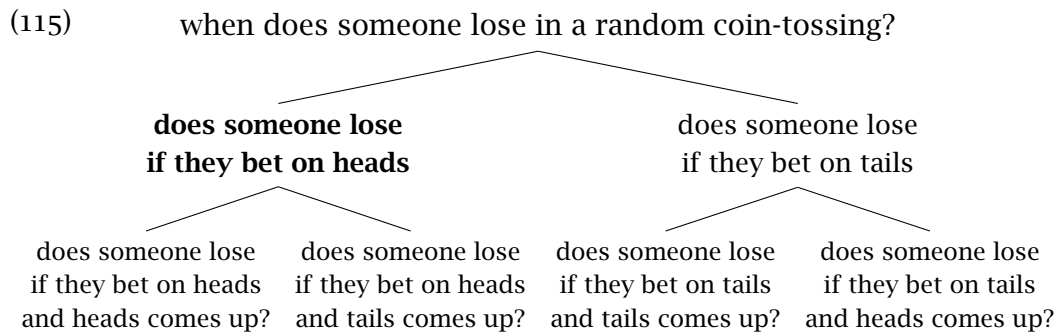 (115) when does someone lose in a random coin-tossing?
does someone lose
if they bet on heads
does someone lose
if they bet on tails
does someone lose
if they bet on heads
and heads comes up?
does someone lose
if they bet on heads
and tails comes up?
does someone lose
if they bet on tails
and tails comes up?
does someone lose
if they bet on tails
and heads comes up?